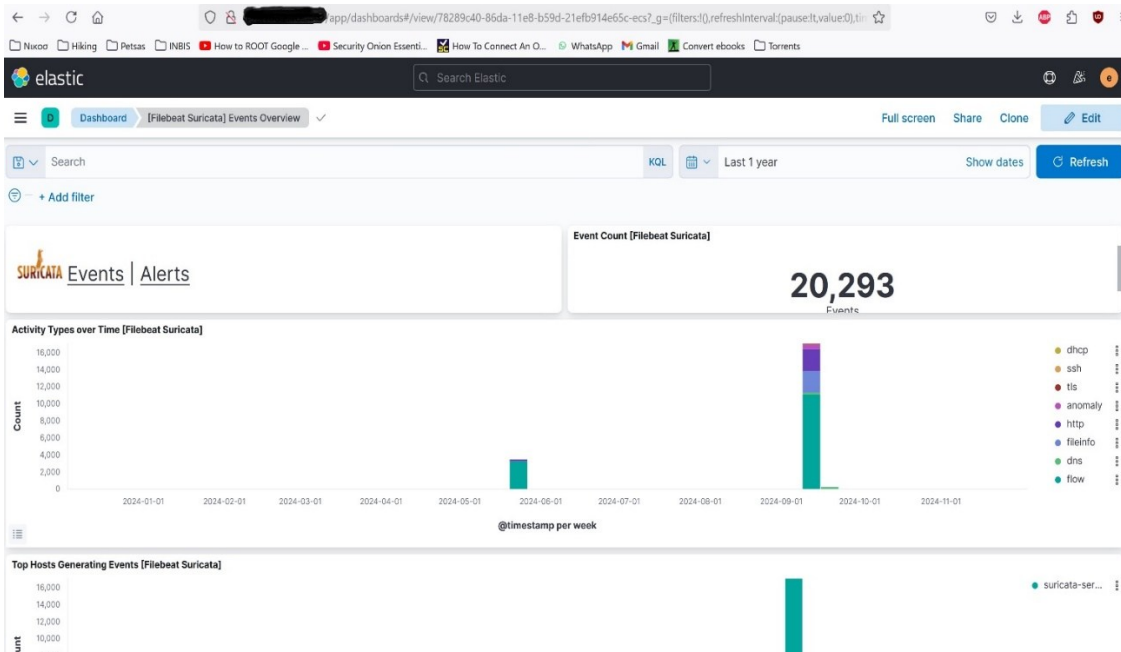 app/dashboards#/view/78289c40-86da-11e8-b59d-21efb914e65c-ecs?_g=(filters:!(),refreshInterval:(pause:!t,value:0),tin
Νικοσ Hiking Petsas INBIS How to ROOT Google ... Security Onion Essenti... How To Connect An O... WhatsApp Gmail Convert ebooks Torrents
elastic Search Elastic e
D Dashboard [Filebeat Suricata] Events Overview Full screen Share Clone Edit
Search KQL Last 1 year Show dates Refresh
+ Add filter
SURICATA Events | Alerts
Event Count [Filebeat Suricata]
20,293
Events
Activity Types over Time [Filebeat Suricata]
16,000
14,000
12,000
10,000
8,000
6,000
4,000
2,000
0
Count
2024-01-01 2024-02-01 2024-03-01 2024-04-01 2024-05-01 2024-06-01 2024-07-01 2024-08-01 2024-09-01 2024-10-01 2024-11-01
@timestamp per week
dhcp
ssh
tls
anomaly
http
fileinfo
dns
flow
Top Hosts Generating Events [Filebeat Suricata]
16,000
14,000
12,000
10,000
suricata-ser...